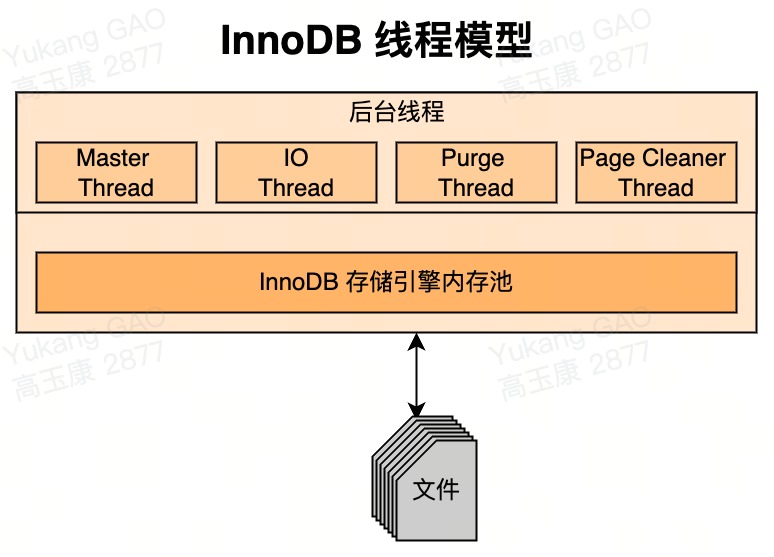 Yukang GAO
高玉康 2877
Yukang GAO
高玉康 2877
InnoDB 线程模型
后台线程
Master
Thread
IO
Thread
Purge
Thread
Page Cleaner
Thread
InnoDB 存储引擎内存池
Yukang GAO
高玉康 2877
Yukang GAO
高玉康 2877
文件